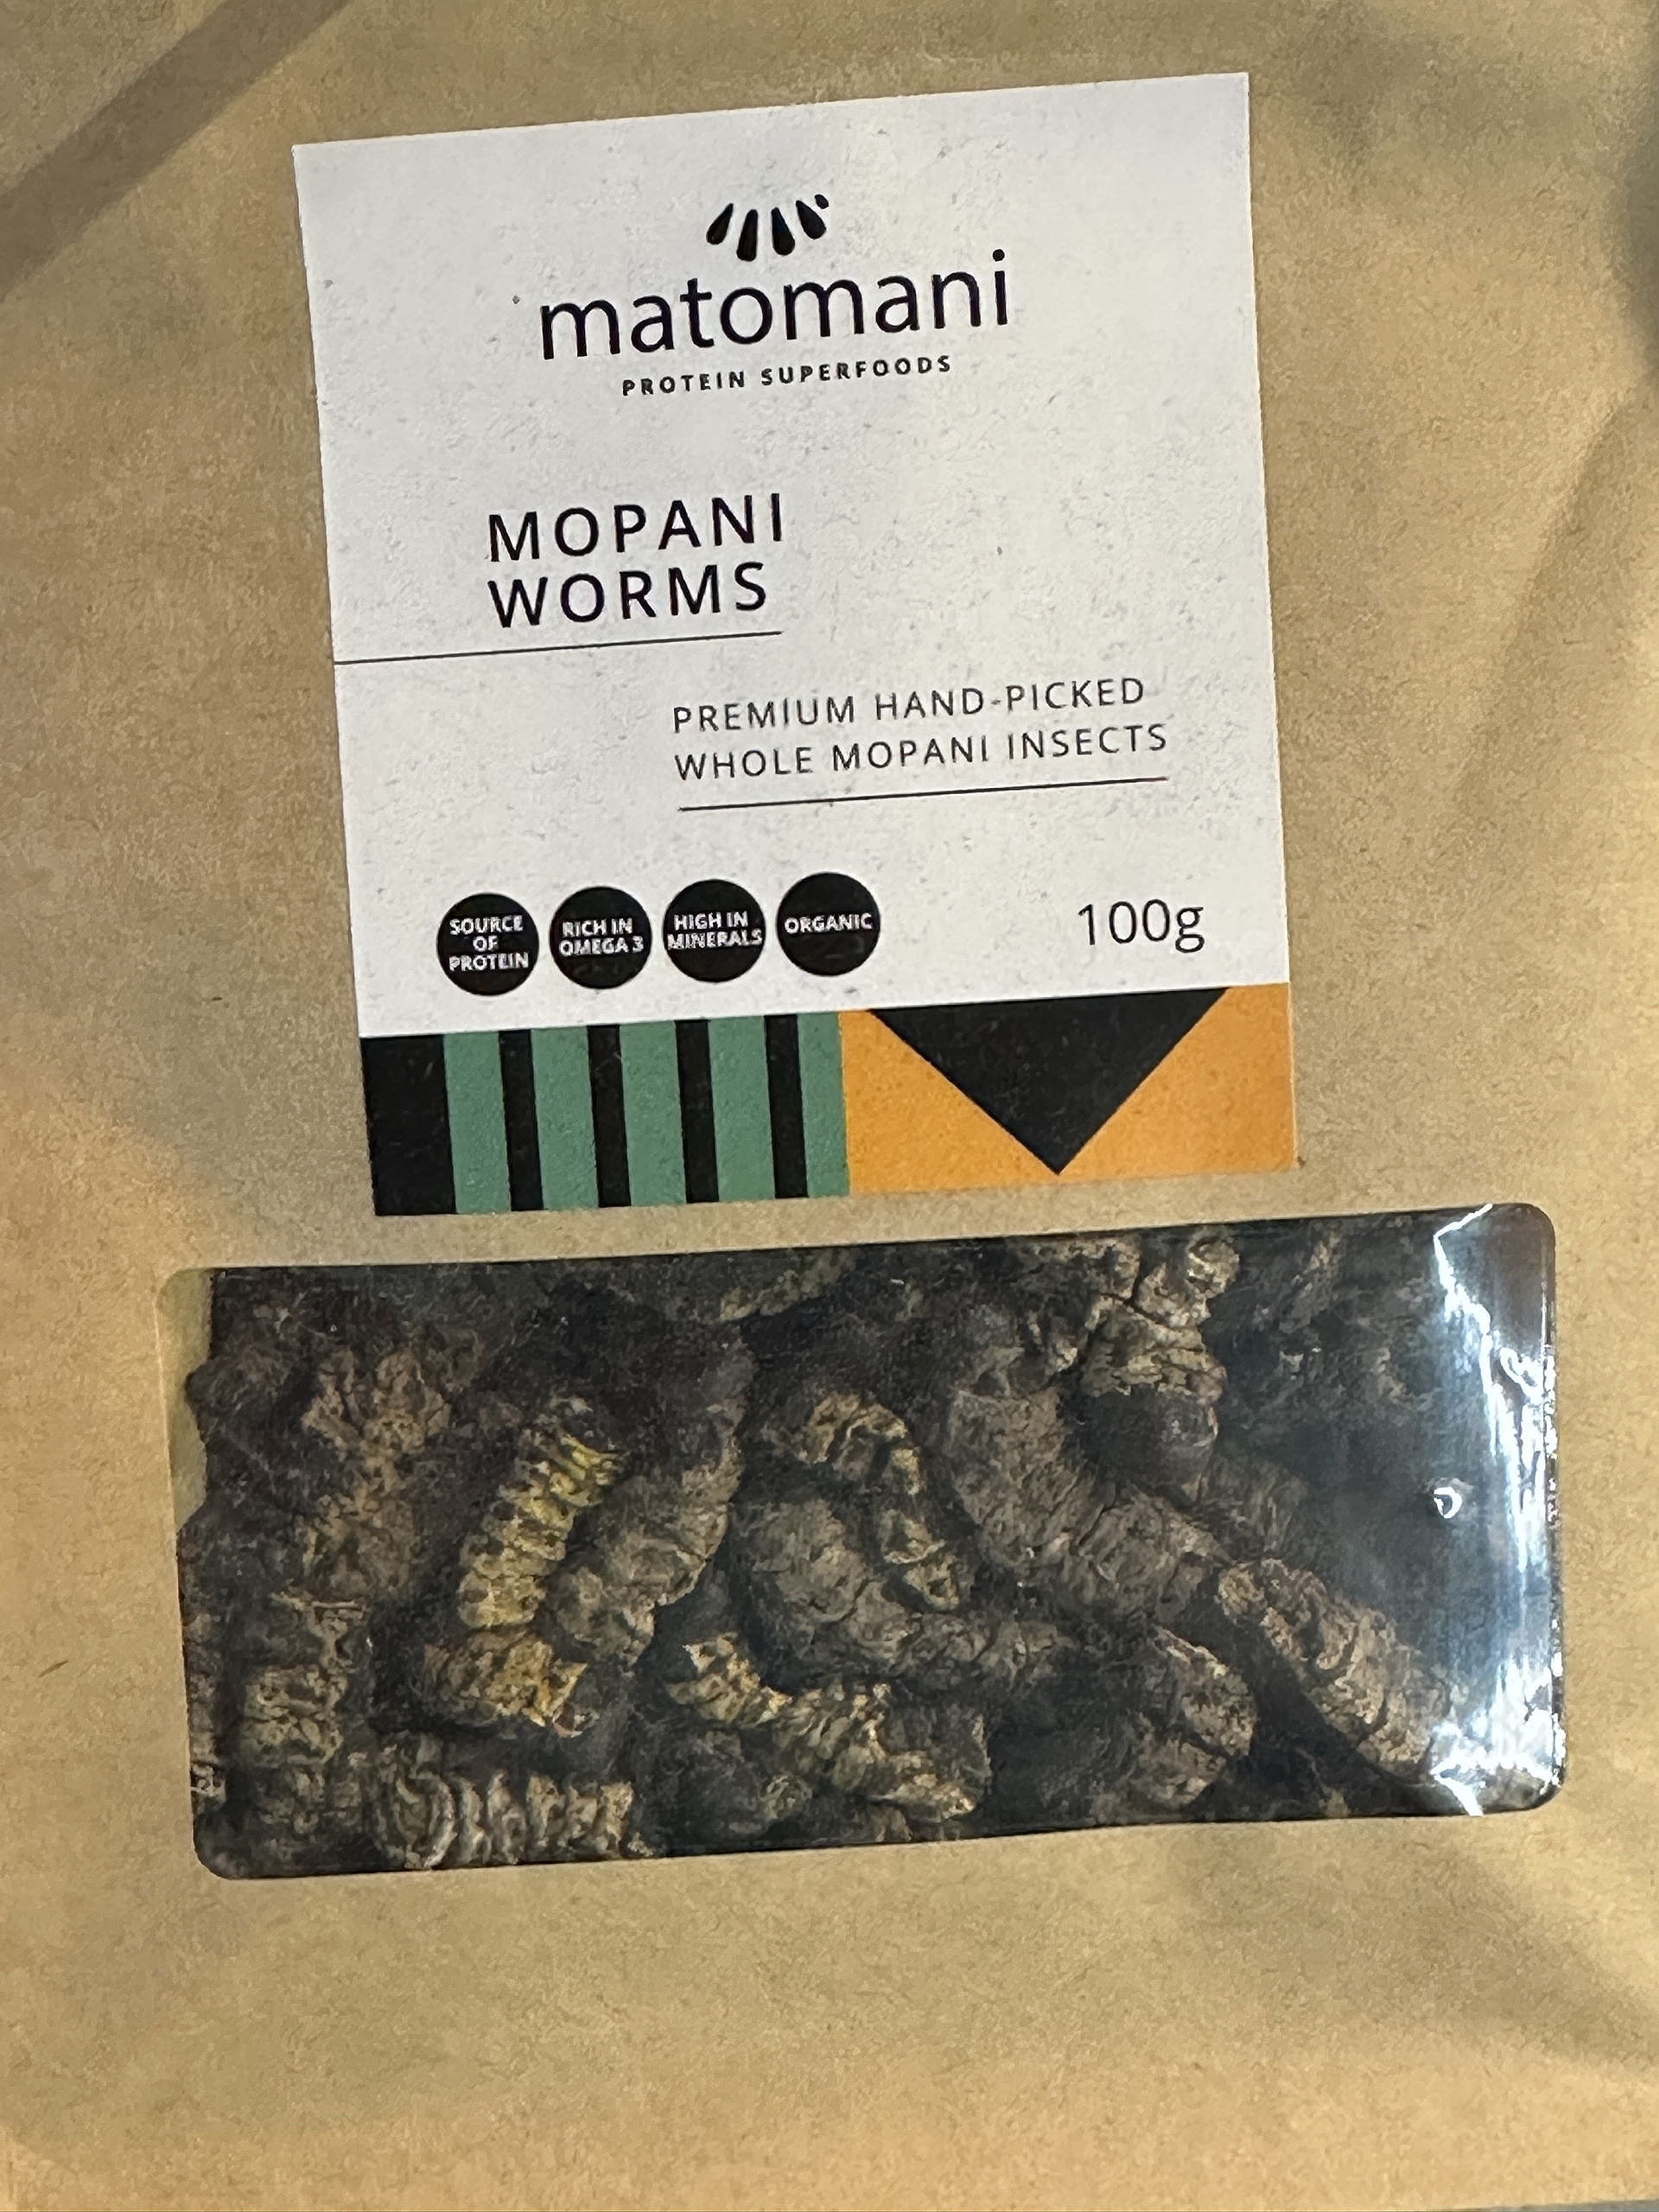 matomani
PROTEIN SUPERFOODS
MOPANI
WORMS
PREMIUM HAND-PICKED
WHOLE MOPANI INSECTS
SOURCE
OF
PROTEIN
RICH IN
OMEGA 3
HIGH IN
MINERALS
ORGANIC
100g